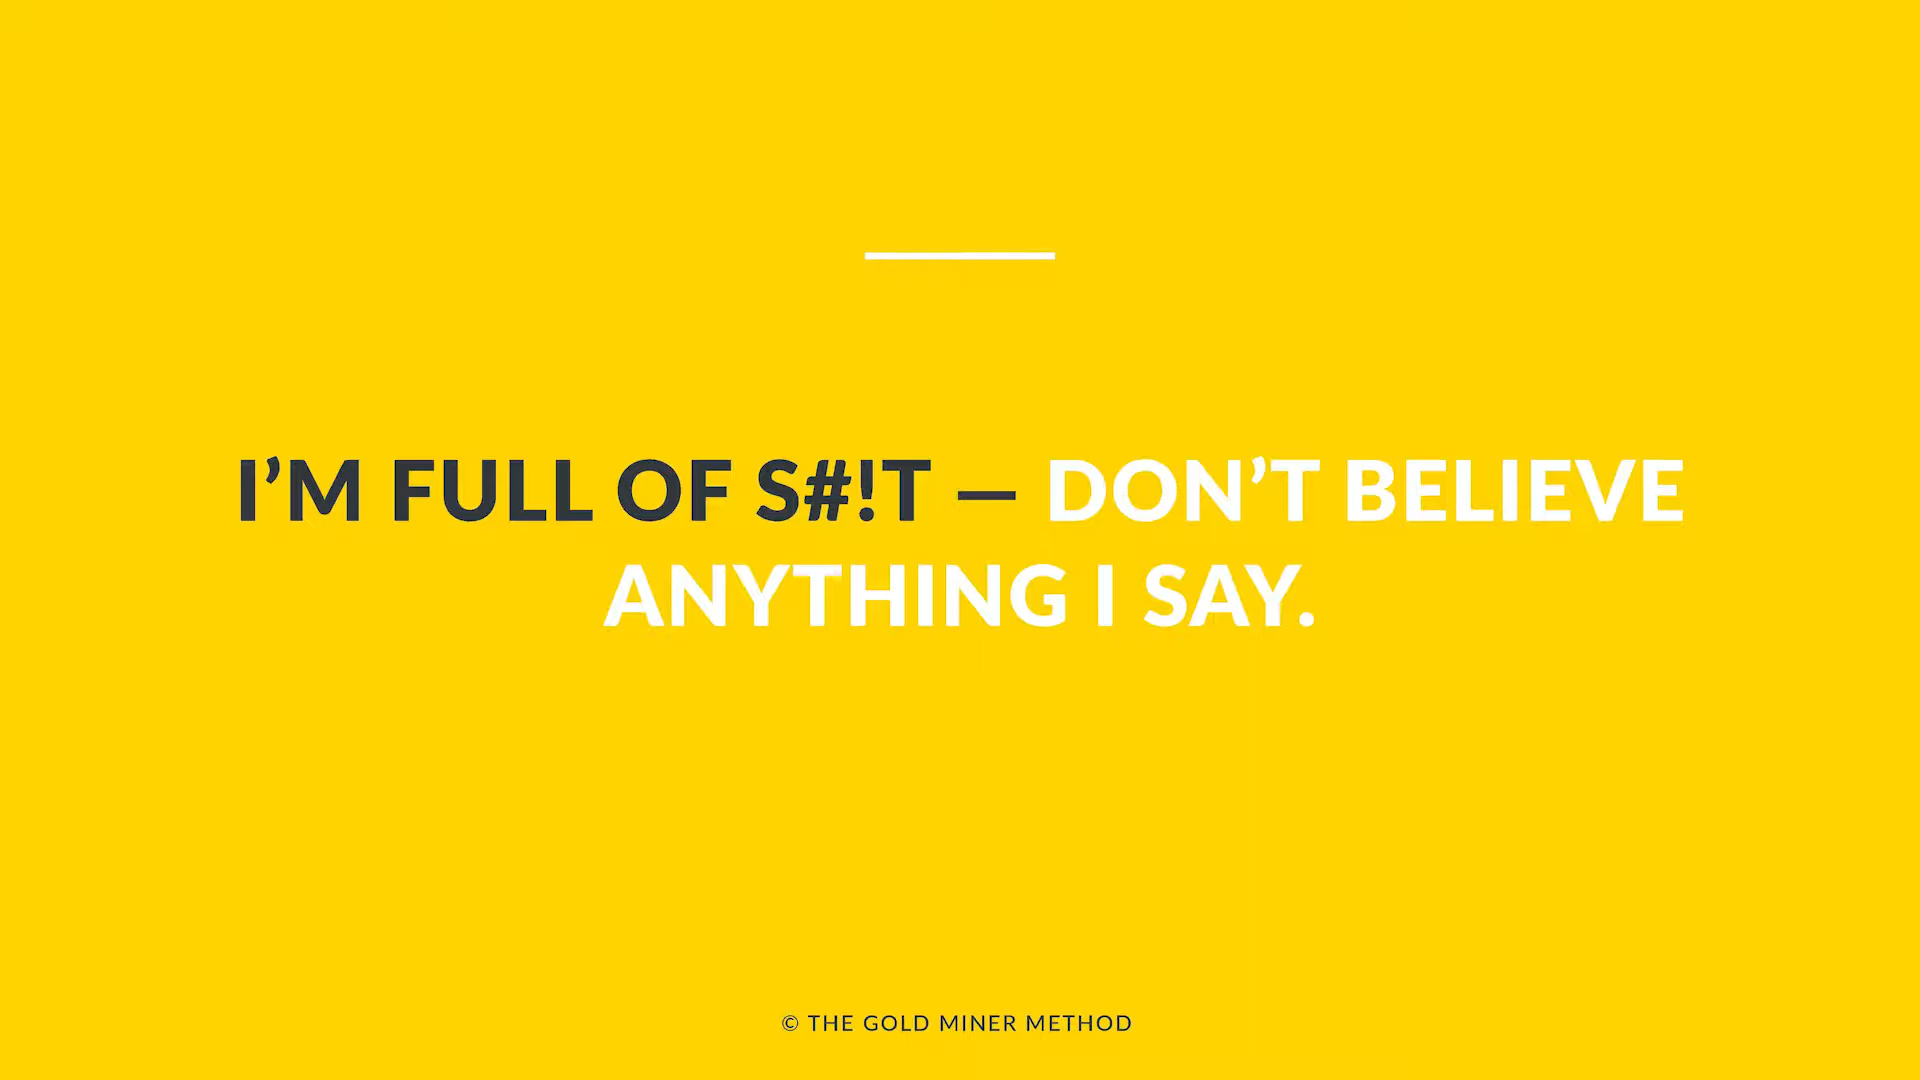 I’M FULL OF S#!T — DON’T BELIEVE
ANYTHING I SAY.
© THE GOLD MINER METHOD